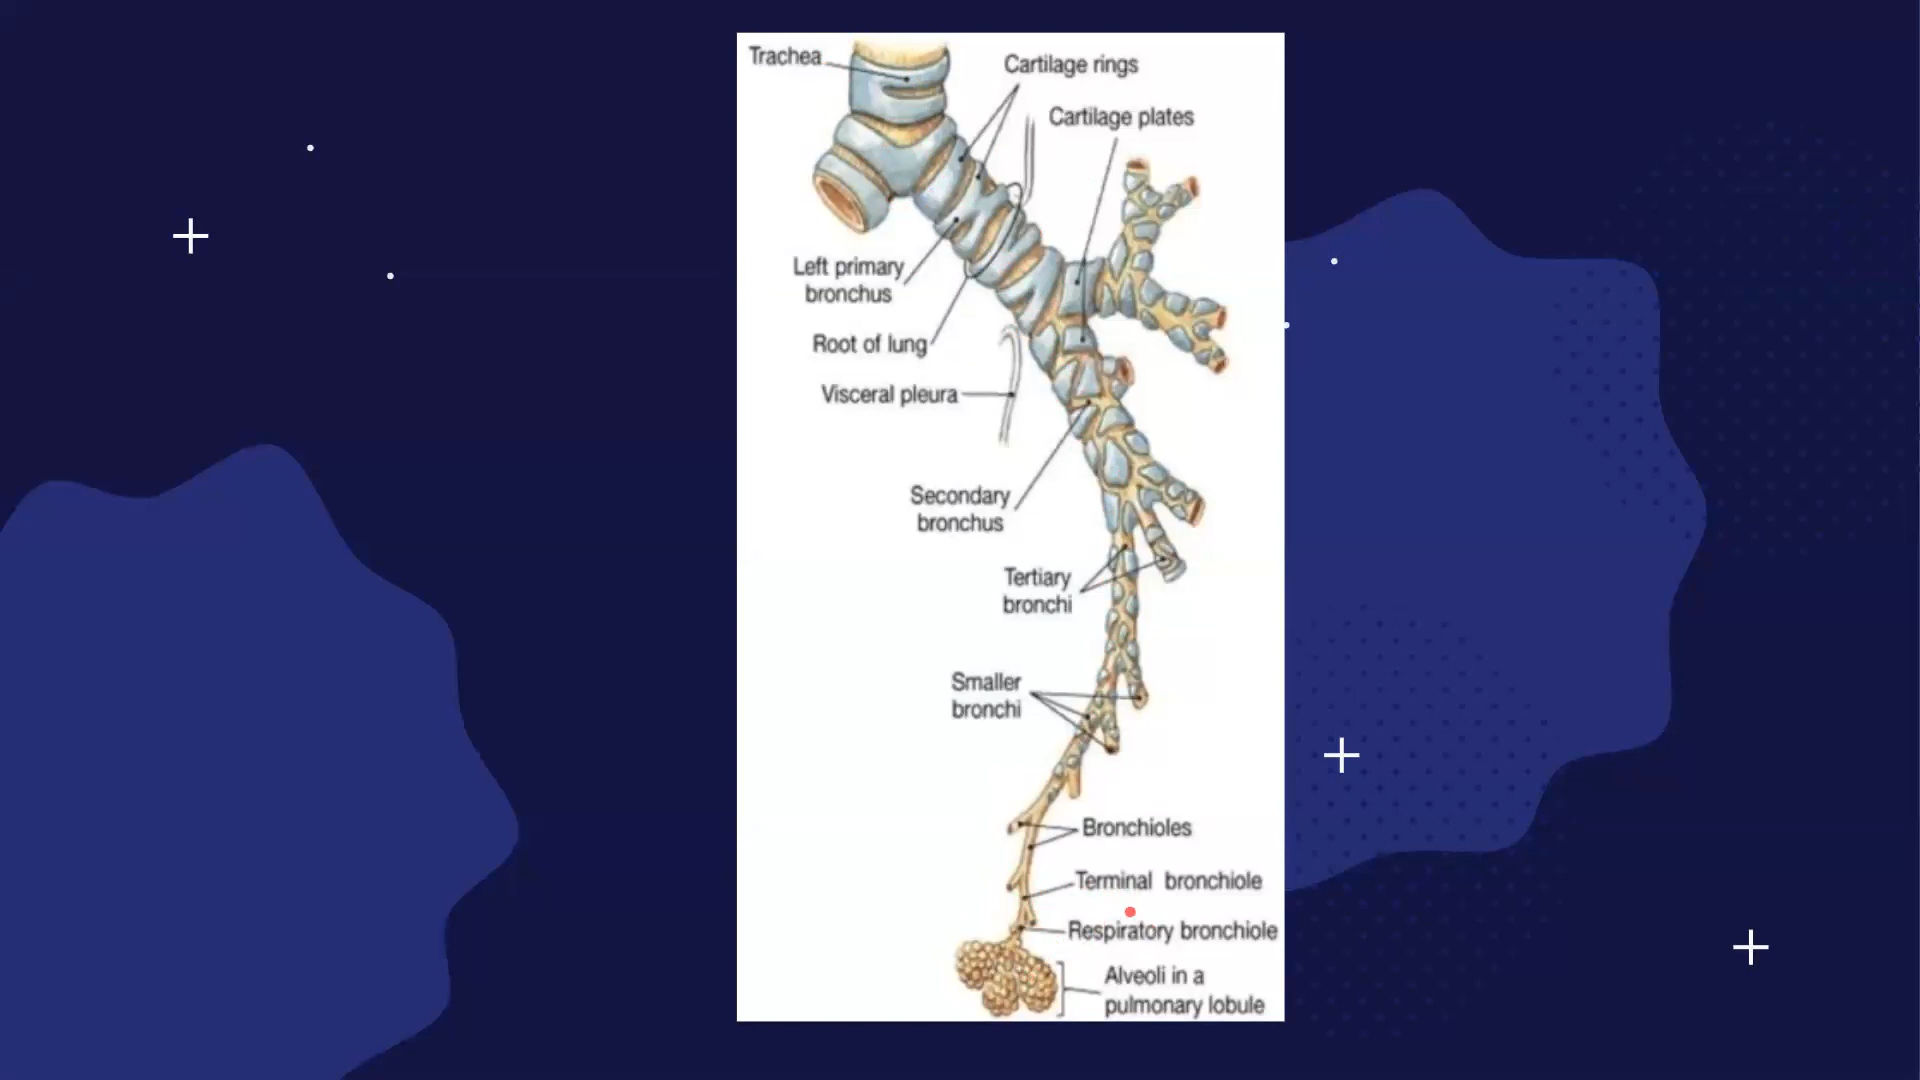 Trachea
Cartilage rings
Cartilage plates
Left primary
bronchus
Root of lung
Visceral pleura
Secondary
bronchus
Tertiary
bronchi
Smaller
bronchi
Bronchioles
Terminal bronchiole
Respiratory bronchiole
Alveoli in a
pulmonary lobule